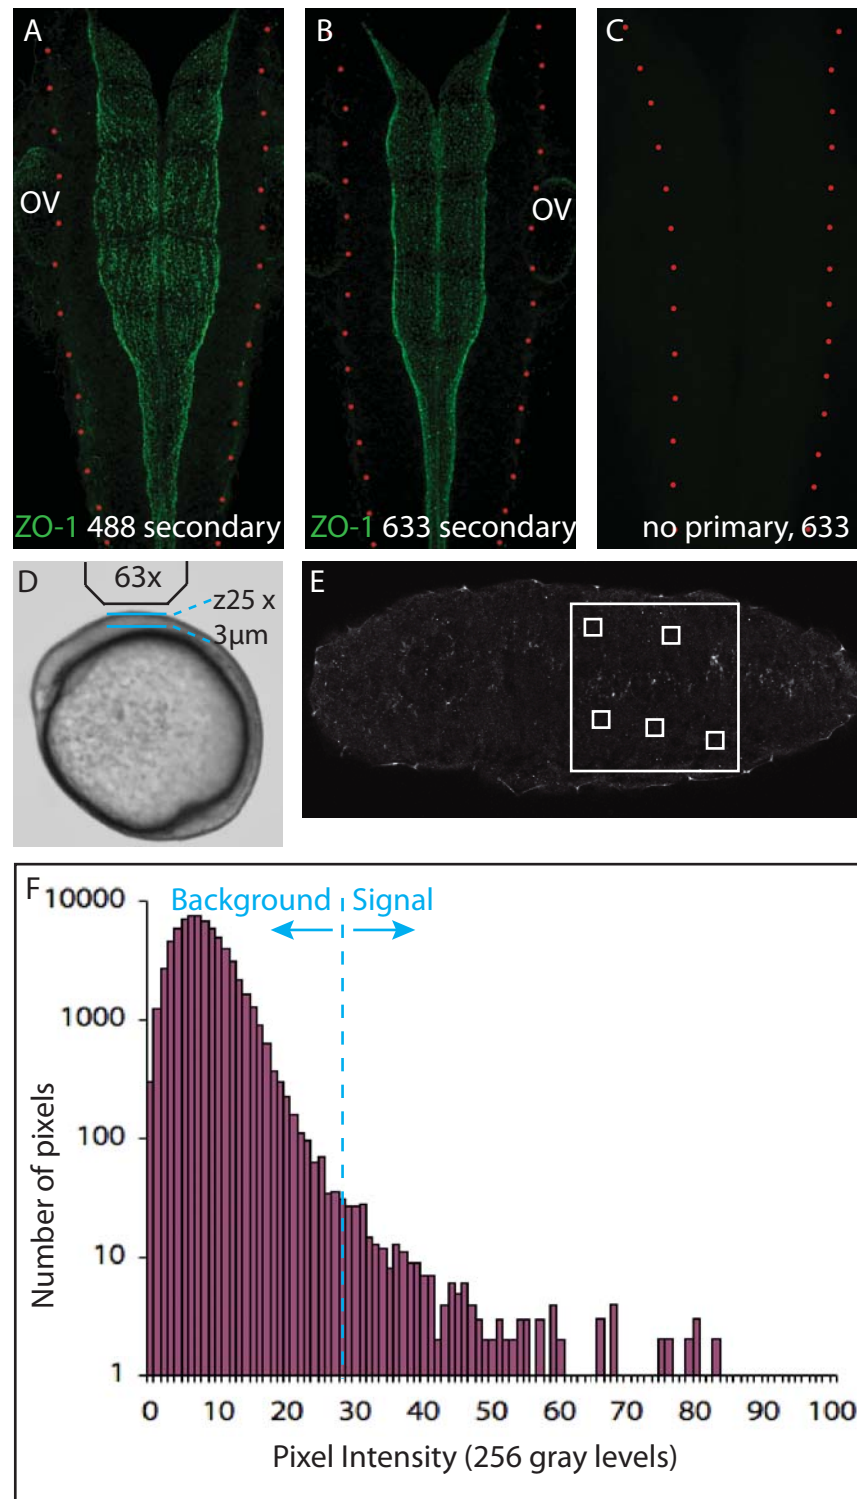 A
OV
ZO-1 488 secondary
B
OV
ZO-1 633 secondary
C
no primary, 633
D
63x
z25 x
3μm
E
F
Background
Signal
10000
1000
100
10
1
Number of pixels
0 10 20 30 40 50 60 70 80 90 100
Pixel Intensity (256 gray levels)